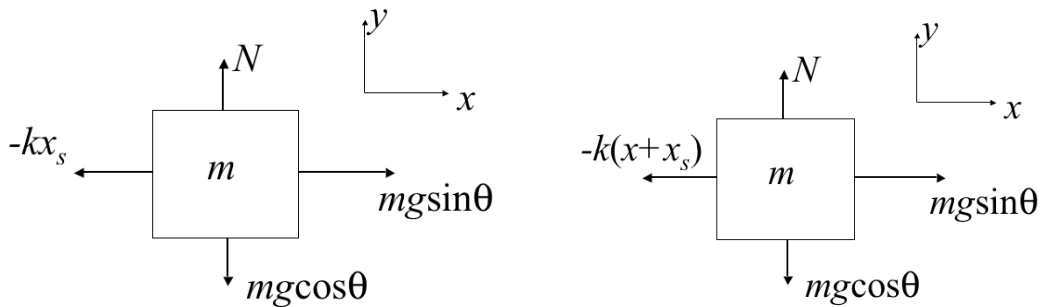 y
N
x
-kxₛ
m
mgsinθ
mgcosθ
y
N
x
-k(x+xₛ)
m
mgsinθ
mgcosθ